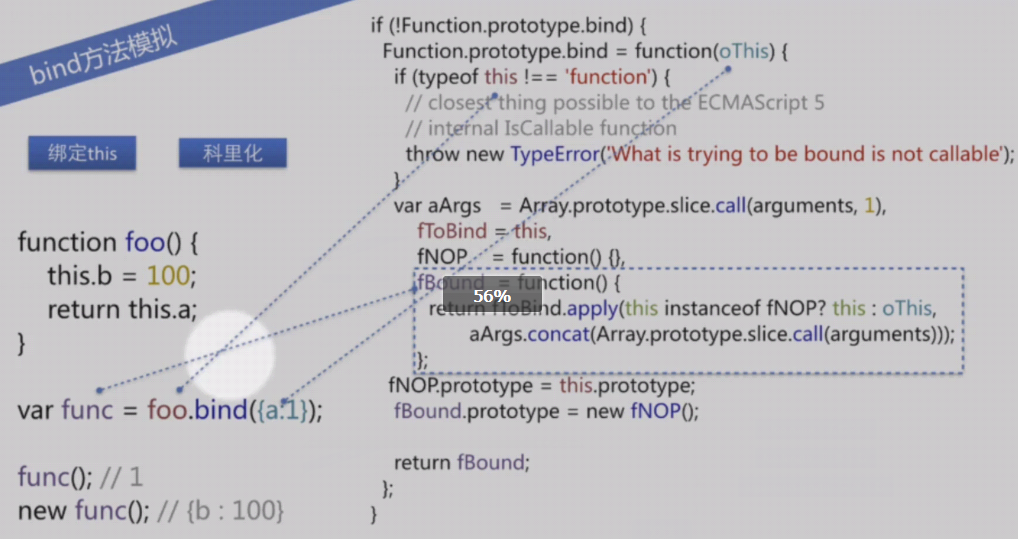 bind方法模拟
绑定this
科里化
function foo() {
this.b = 100;
return this.a;
}
var func = foo.bind({a:1});
func(); // 1
new func(); // {b : 100}
if (!Function.prototype.bind) {
Function.prototype.bind = function(oThis) {
if (typeof this !== 'function') {
// closest thing possible to the ECMAScript 5
// internal IsCallable function
throw new TypeError('What is trying to be bound is not callable');
}
var aArgs = Array.prototype.slice.call(arguments, 1),
fToBind = this,
fNOP = function() {},
fBound = function() {
return fToBind.apply(this instanceof fNOP? this : oThis,
aArgs.concat(Array.prototype.slice.call(arguments)));
};
fNOP.prototype = this.prototype;
fBound.prototype = new fNOP();
return fBound;
};
}
56%